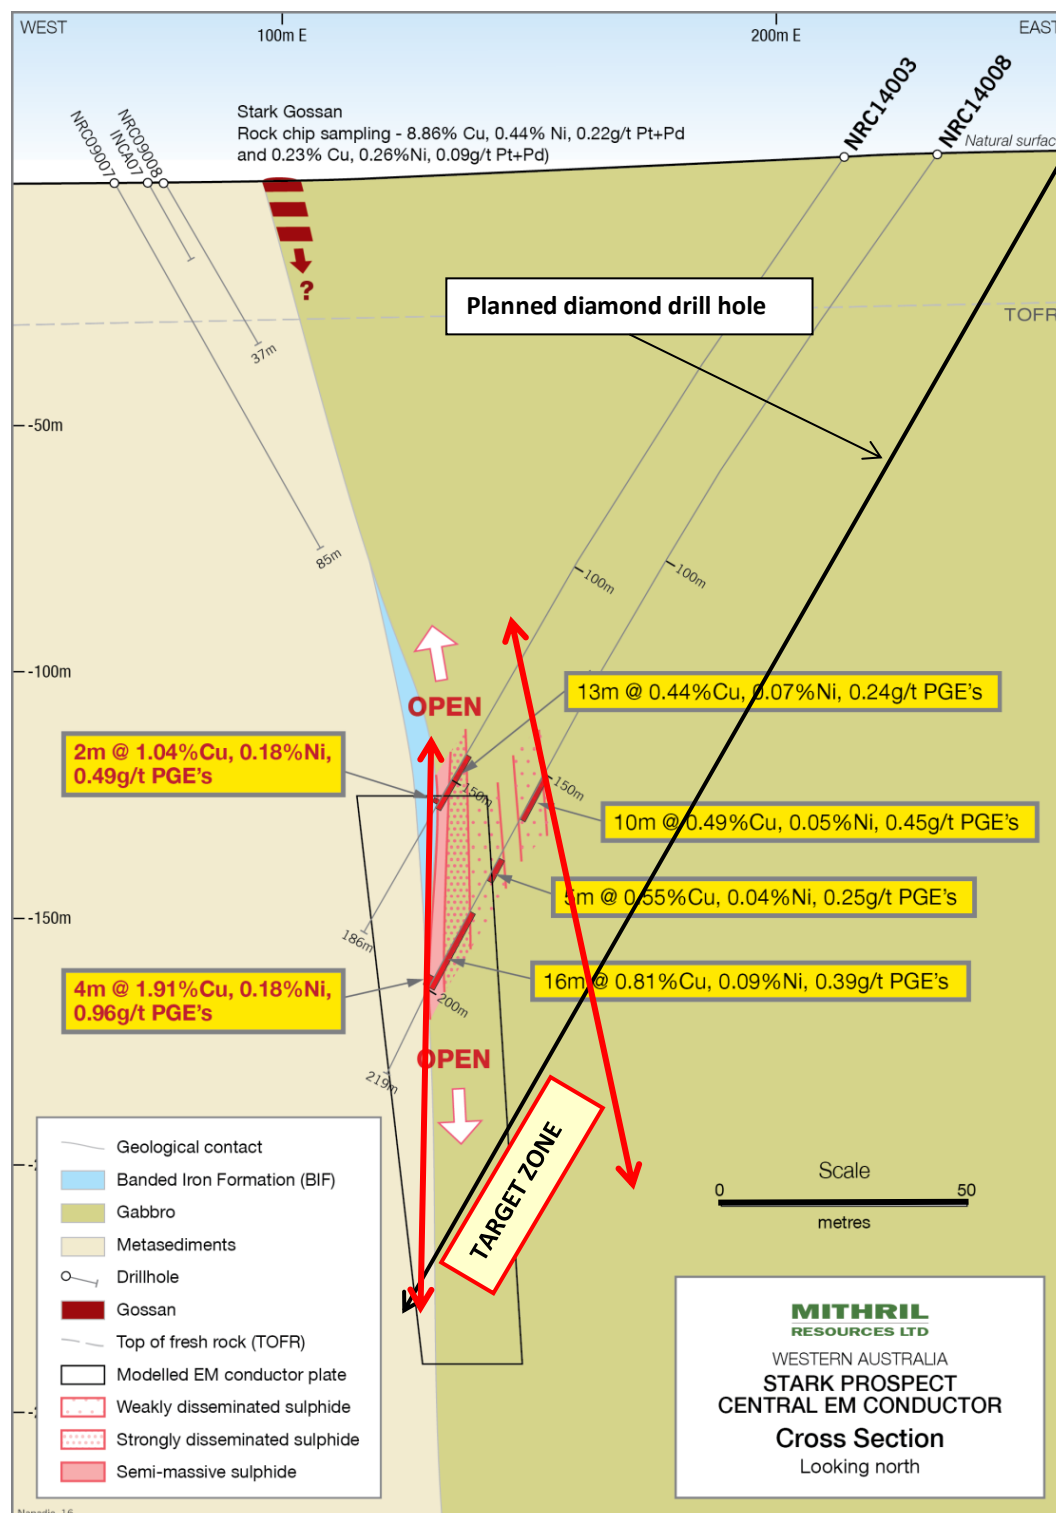 WEST
100m E
200m E
EAST
NRC09007
INCA07
NRC09008
Stark Gossan
Rock chip sampling - 8.86% Cu, 0.44% Ni, 0.22g/t Pt+Pd
and 0.23% Cu, 0.26%Ni, 0.09g/t Pt+Pd)
NRC14003
NRC14008
Natural surface
?
Planned diamond drill hole
TOFR
37m
-50m
85m
100m
100m
-100m
OPEN
13m @ 0.44%Cu, 0.07%Ni, 0.24g/t PGE's
2m @ 1.04%Cu, 0.18%Ni,
0.49g/t PGE's
150m
150m
10m @ 0.49%Cu, 0.05%Ni, 0.45g/t PGE's
5m @ 0.55%Cu, 0.04%Ni, 0.25g/t PGE's
-150m
186m
16m @ 0.81%Cu, 0.09%Ni, 0.39g/t PGE's
4m @ 1.91%Cu, 0.18%Ni,
0.96g/t PGE's
200m
OPEN
219m
TARGET ZONE
Geological contact
Banded Iron Formation (BIF)
Gabbro
Metasediments
Drillhole
Gossan
Top of fresh rock (TOFR)
Modelled EM conductor plate
Weakly disseminated sulphide
Strongly disseminated sulphide
Semi-massive sulphide
Scale
0 50
metres
MITHRIL
RESOURCES LTD
WESTERN AUSTRALIA
STARK PROSPECT
CENTRAL EM CONDUCTOR
Cross Section
Looking north